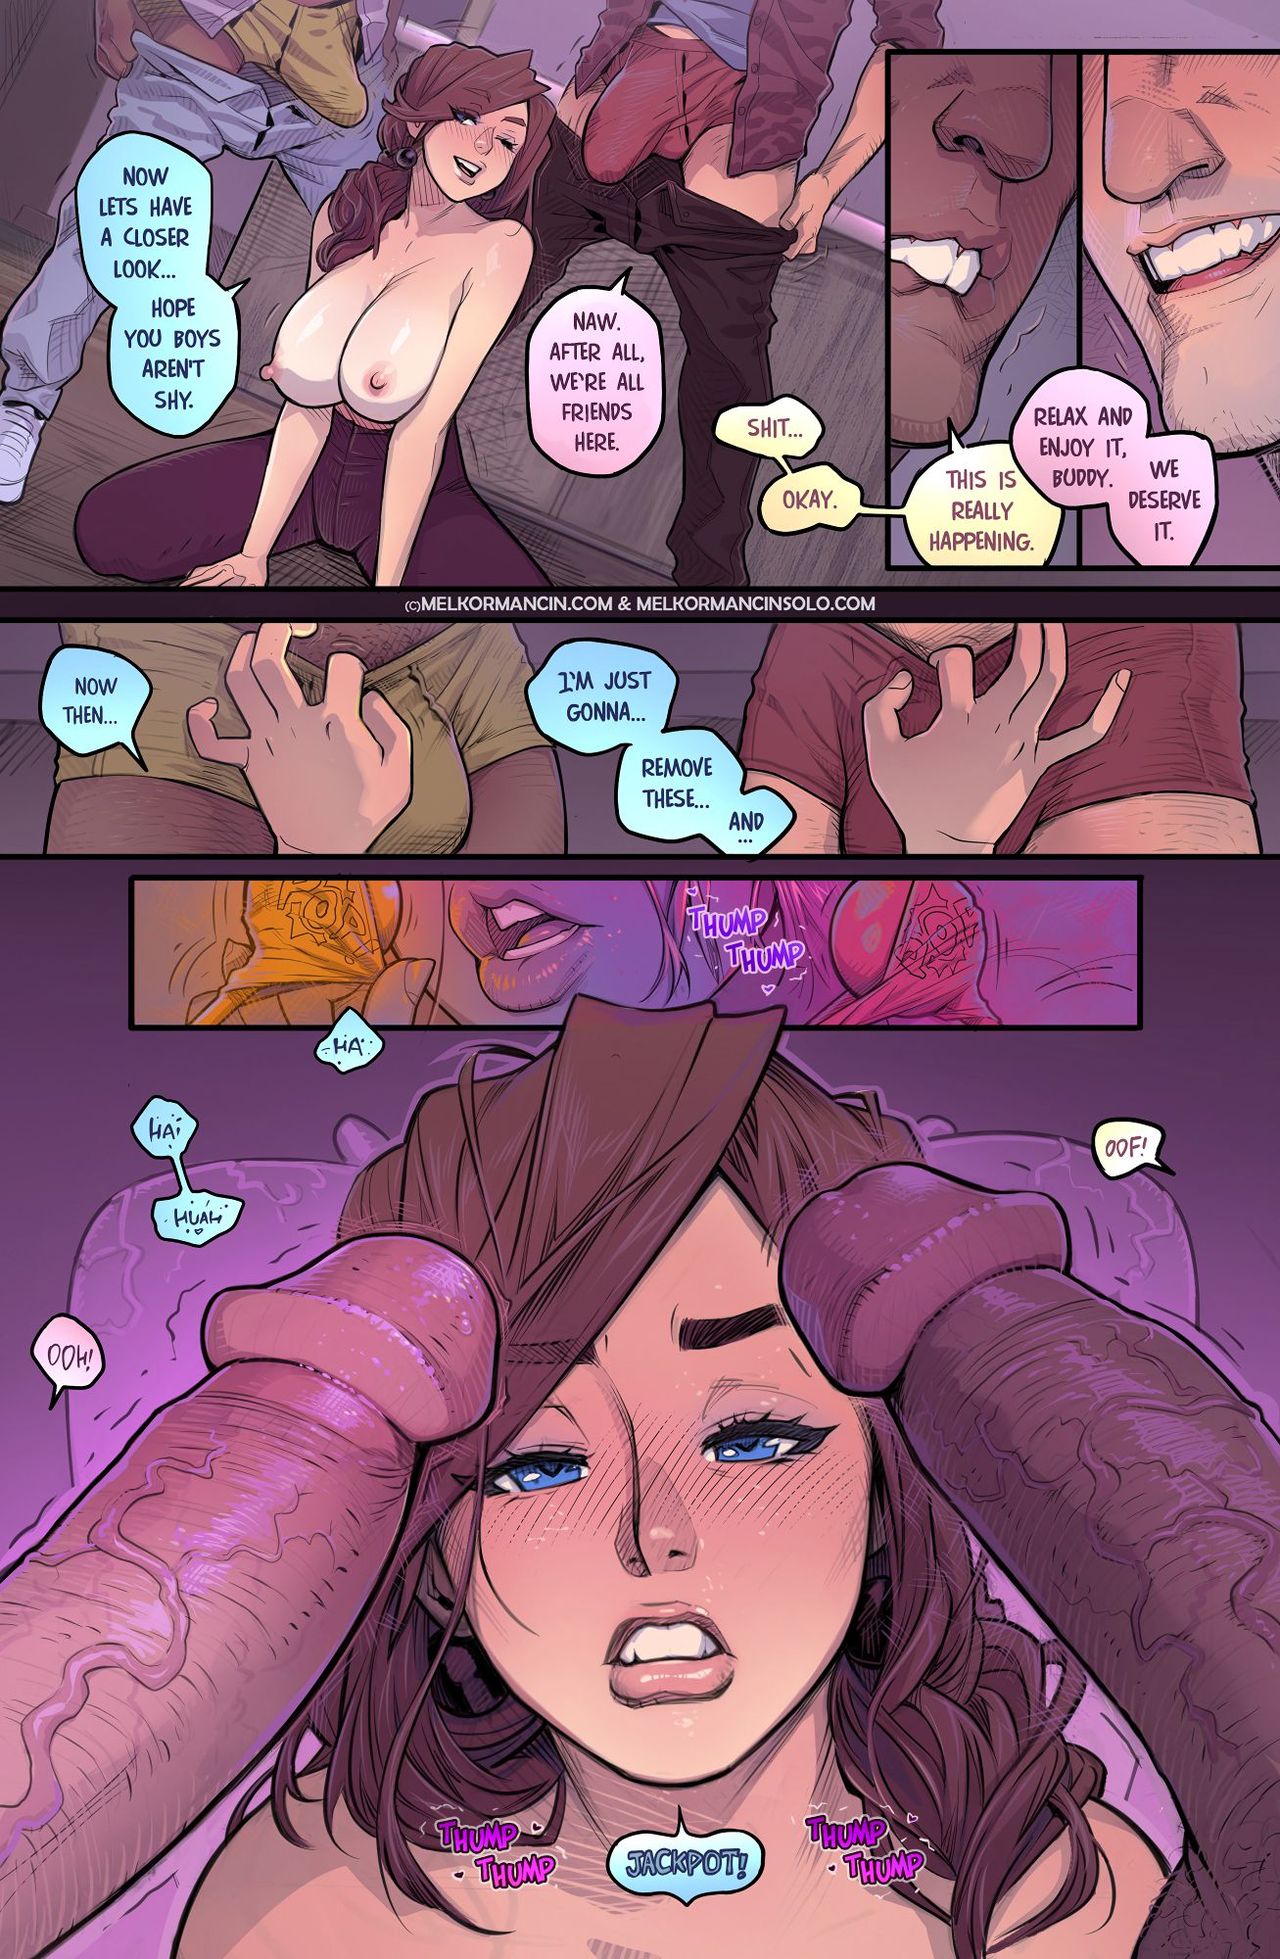 NOW
LETS HAVE
A CLOSER
LOOK...
HOPE
YOU BOYS
AREN'T
SHY.
NAW.
AFTER ALL,
WE'RE ALL
FRIENDS
HERE.
SHIT...
OKAY.
THIS IS
REALLY
HAPPENING.
RELAX AND
ENJOY IT,
BUDDY.
WE
DESERVE
IT.
(C)MELKORMANCIN.COM & MELKORMANCINSOLO.COM
NOW
THEN...
I'M JUST
GONNA...
REMOVE
THESE...
AND
...
THUMP
THUMP
HA
HA
HUAH
OOF!
OOH!
THUMP
THUMP
JACKPOT!
THUMP
THUMP